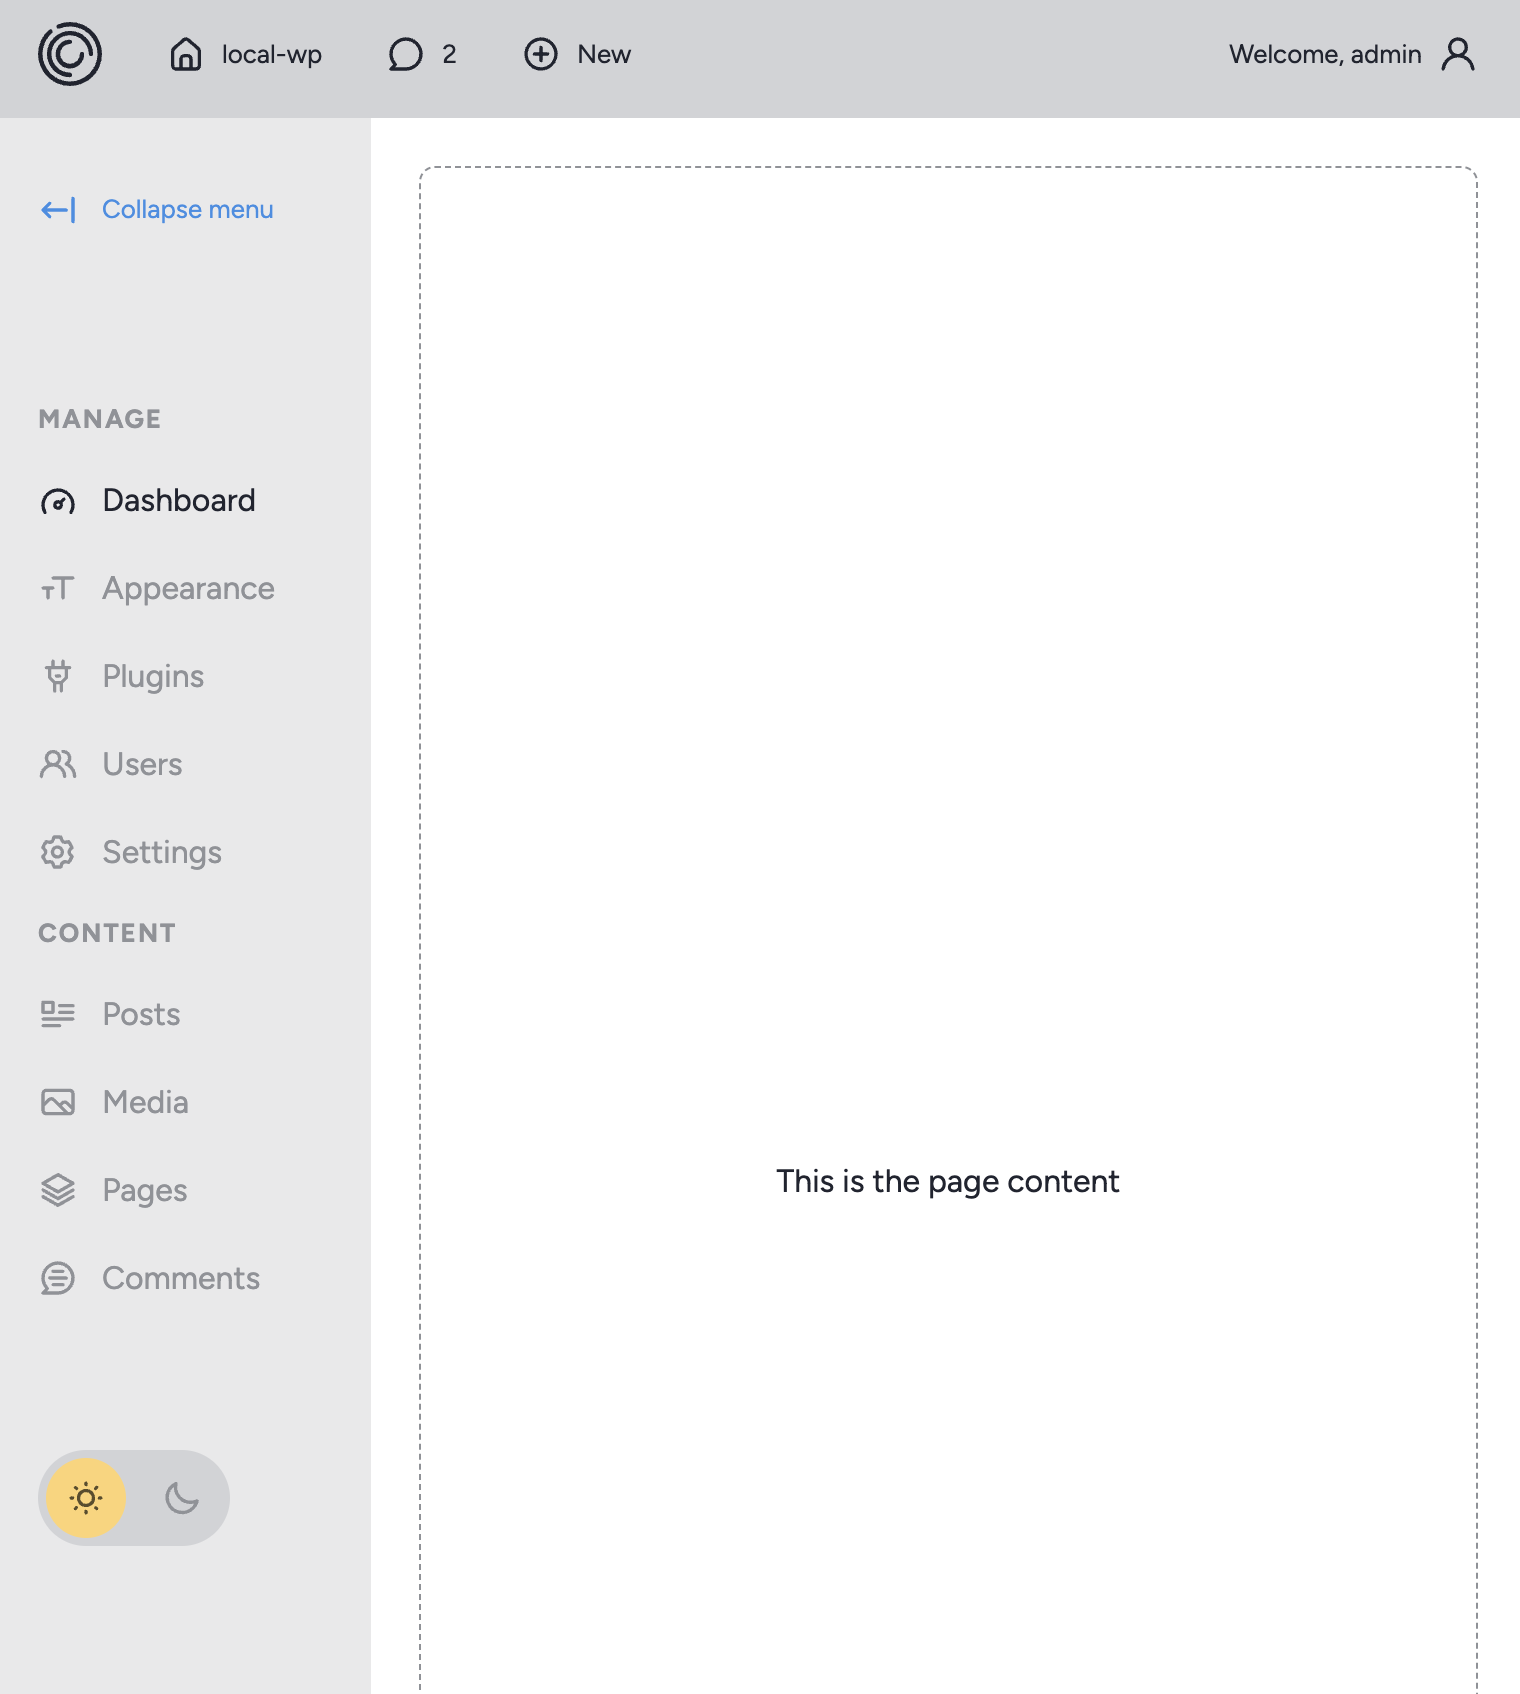 local-wp
2
New
Welcome, admin
Collapse menu
MANAGE
Dashboard
Appearance
Plugins
Users
Settings
CONTENT
Posts
Media
Pages
Comments
This is the page content